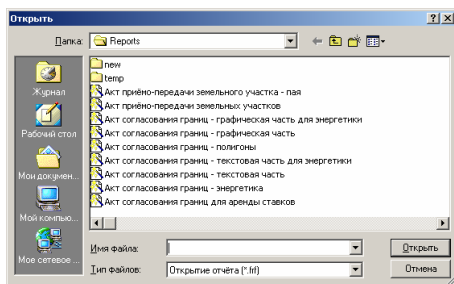 Открыть
Папка: Reports
new
temp
Акт приёно-передачи земельного участка - пая
Акт приёно-передачи земельных участков
Акт согласования границ - графическая часть для энергетики
Акт согласования границ - графическая часть
Акт согласования границ - полигоны
Акт согласования границ - текстовая часть для энергетики
Акт согласования границ - текстовая часть
Акт согласования границ - энергетика
Акт согласования границ для аренды ставков
Журнал
Рабочий стол
Мои докумен...
Мой компью...
Мое сетевое ...
Имя файла:
Открыть
Тип файлов: Открытие отчёта (*.frf)
Отмена